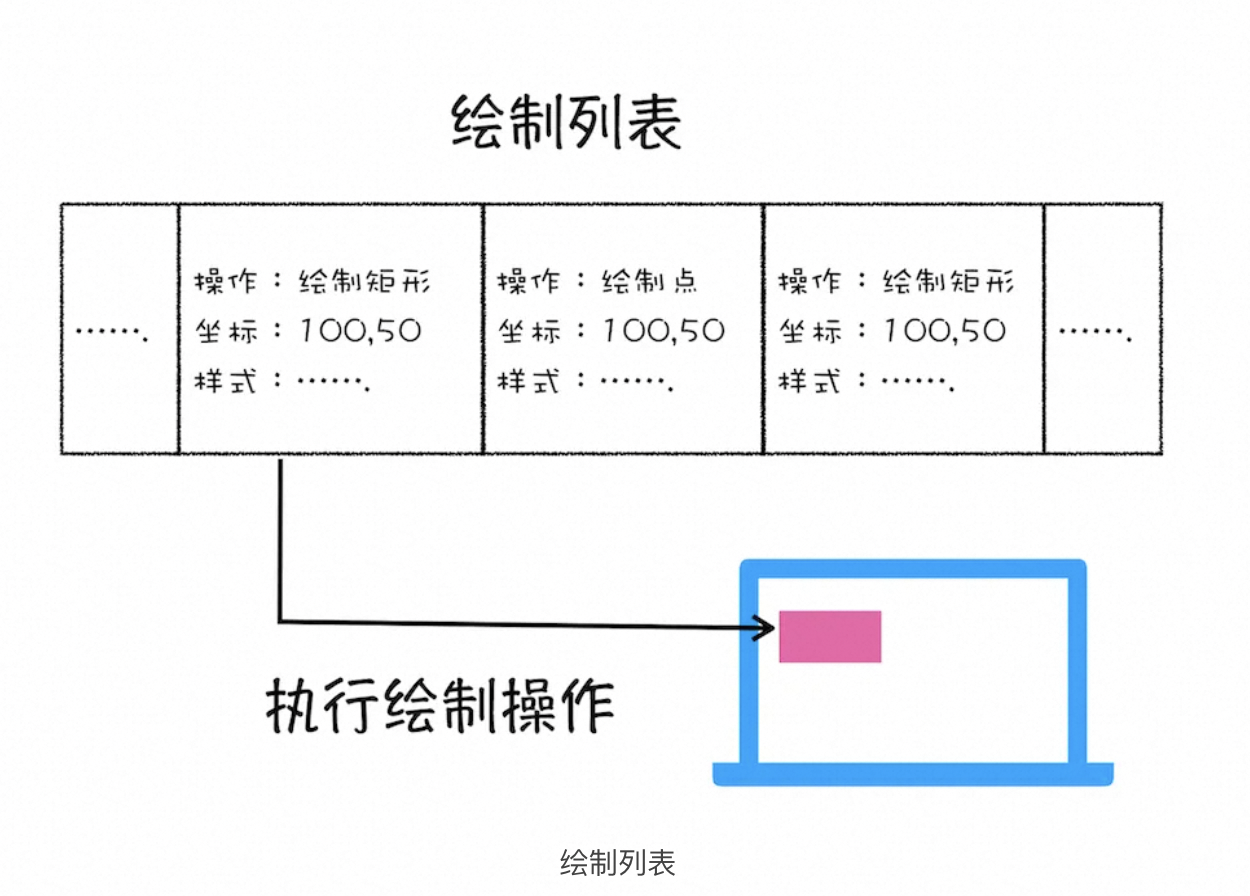 绘制列表
…….
操作：绘制矩形
坐标：100,50
样式：…….
操作：绘制点
坐标：100,50
样式：…….
操作：绘制矩形
坐标：100,50
样式：…….
…….
执行绘制操作
绘制列表